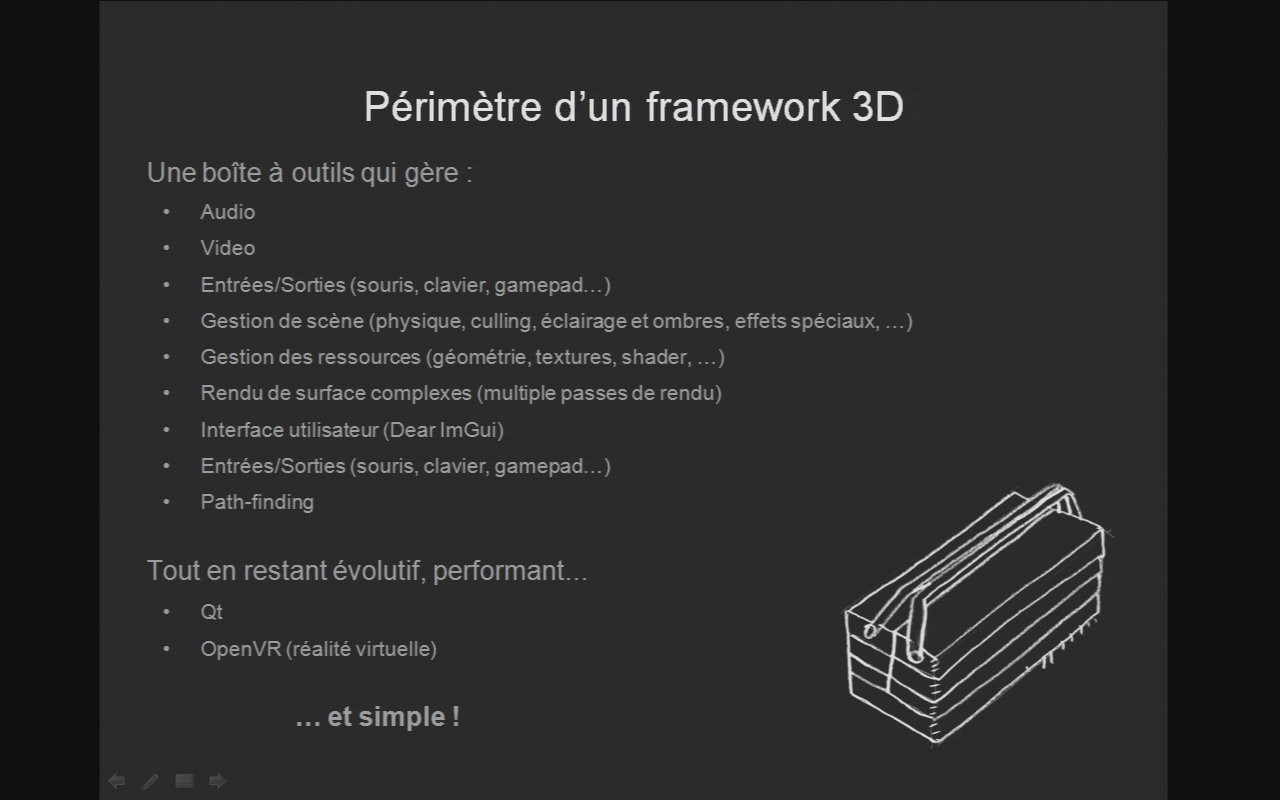 Périmètre d’un framework 3D
Une boîte à outils qui gère :
• Audio
• Video
• Entrées/Sorties (souris, clavier, gamepad…)
• Gestion de scène (physique, culling, éclairage et ombres, effets spéciaux, …)
• Gestion des ressources (géométrie, textures, shader, …)
• Rendu de surface complexes (multiple passes de rendu)
• Interface utilisateur (Dear ImGui)
• Entrées/Sorties (souris, clavier, gamepad…)
• Path-finding
Tout en restant évolutif, performant…
• Qt
• OpenVR (réalité virtuelle)
… et simple !